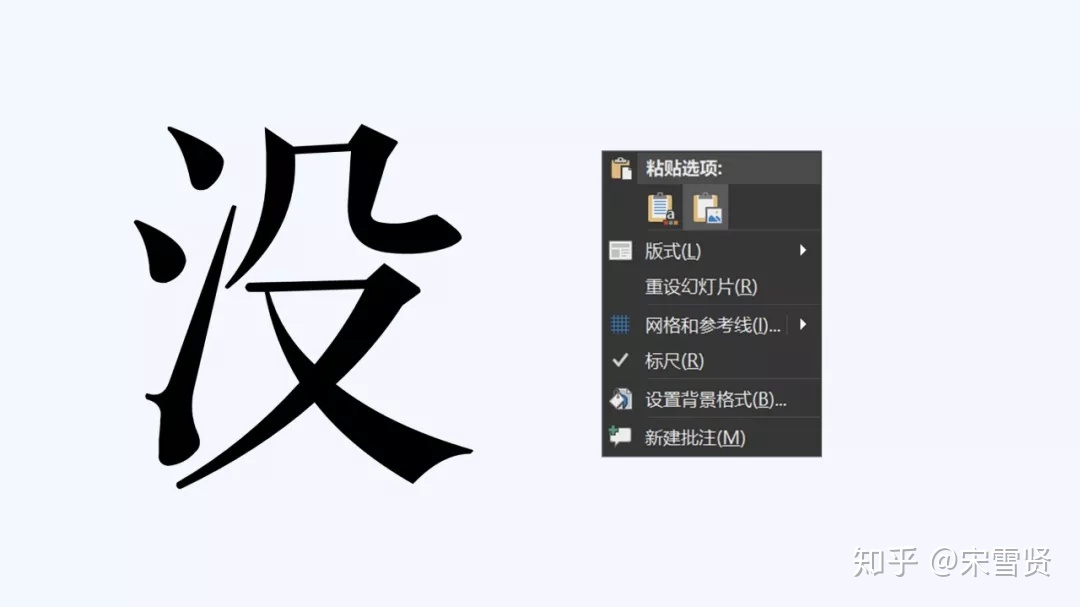 没
粘贴选项:
版式(L)
重设幻灯片(R)
网格和参考线(I)...
标尺(R)
设置背景格式(B)...
新建批注(M)
知乎 @宋雪贤